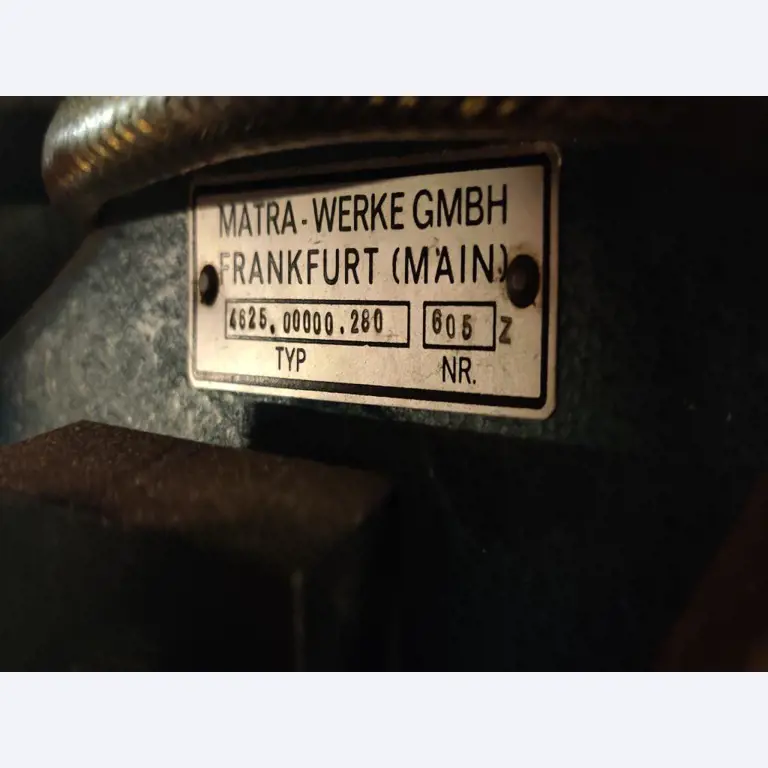 MATRA-WERKE GMBH
FRANKFURT (MAIN)
4625.00000.280 605 Z
TYP NR.